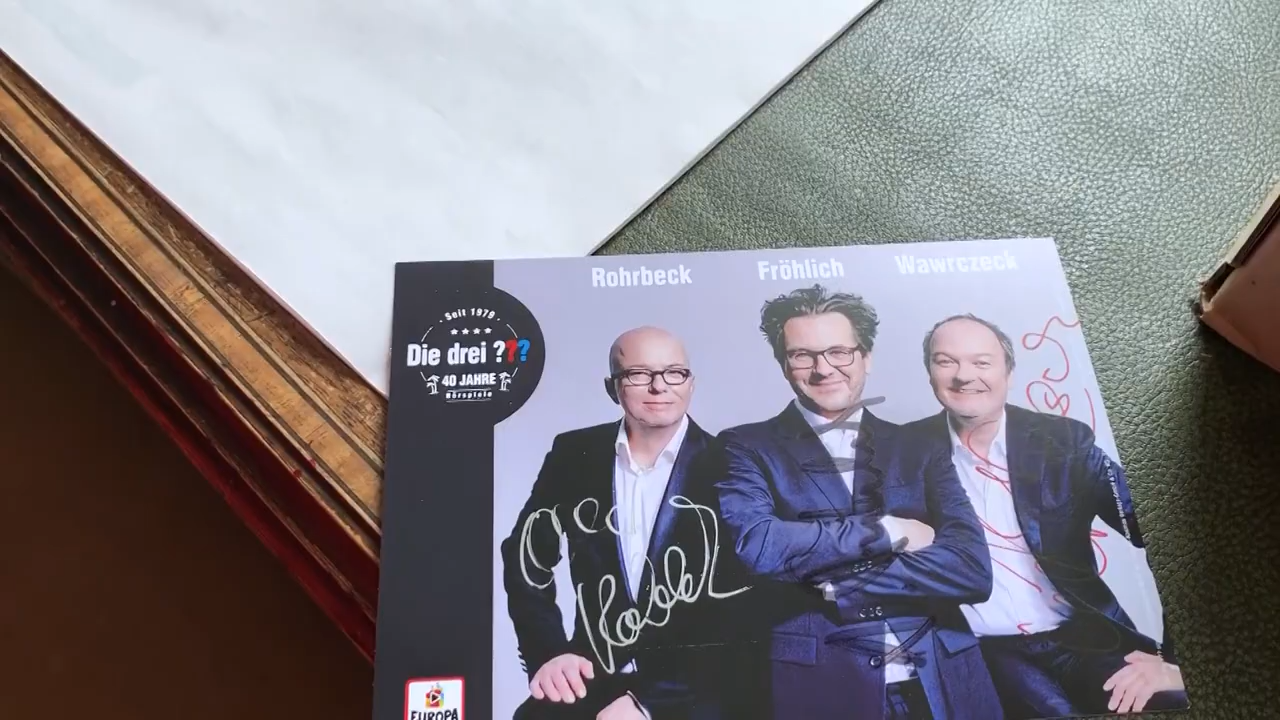 Rohrbeck Fröhlich Wawrczeck
Seit 1979
Die drei ???
40 JAHRE
Hörspiele
EUROPA